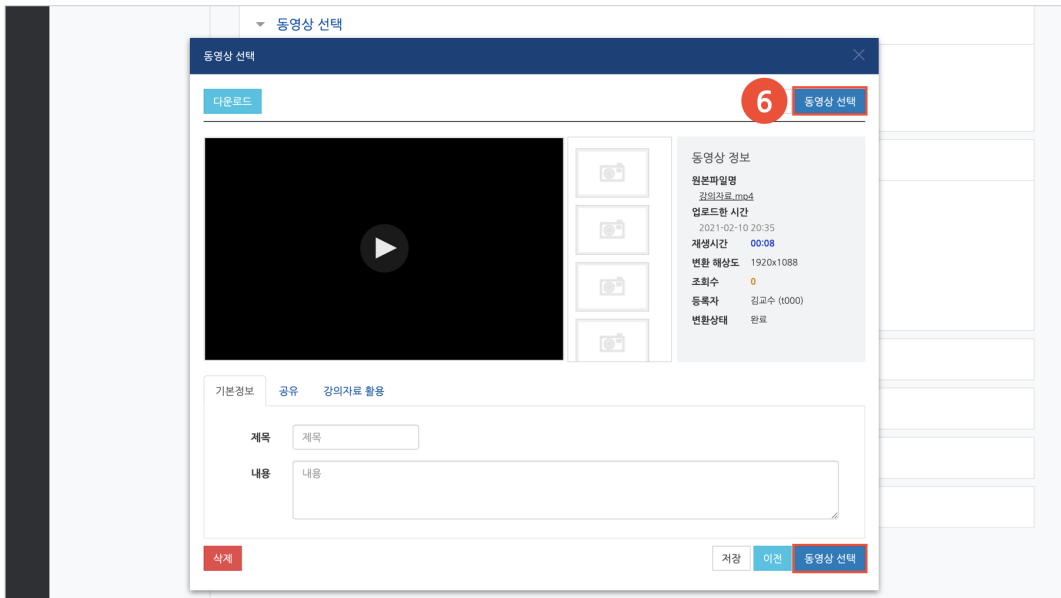 동영상 선택
동영상 선택
다운로드
6 동영상 선택
동영상 정보
원본파일명
강의자료.mp4
업로드한 시간
2021-02-10 20:35
재생시간 00:08
변환 해상도 1920x1088
조회수 0
등록자 김교수 (t000)
변환상태 완료
기본정보 공유 강의자료 활용
제목 제목
내용 내용
삭제 저장 이전 동영상 선택